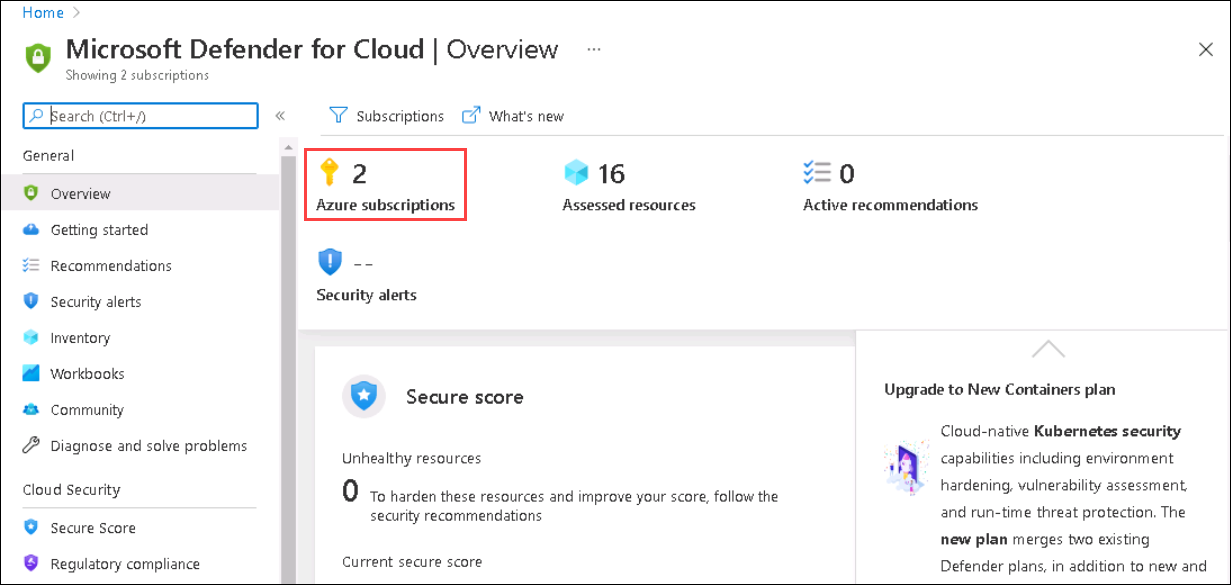 Home
Microsoft Defender for Cloud | Overview ...
Showing 2 subscriptions
Search (Ctrl+/)
«
Subscriptions
What's new
General
Overview
Getting started
Recommendations
Security alerts
Inventory
Workbooks
Community
Diagnose and solve problems
Cloud Security
Secure Score
Regulatory compliance
2
Azure subscriptions
16
Assessed resources
0
Active recommendations
--
Security alerts
Secure score
Unhealthy resources
0 To harden these resources and improve your score, follow the
security recommendations
Current secure score
Upgrade to New Containers plan
Cloud-native Kubernetes security
capabilities including environment
hardening, vulnerability assessment,
and run-time threat protection. The
new plan merges two existing
Defender plans, in addition to new and